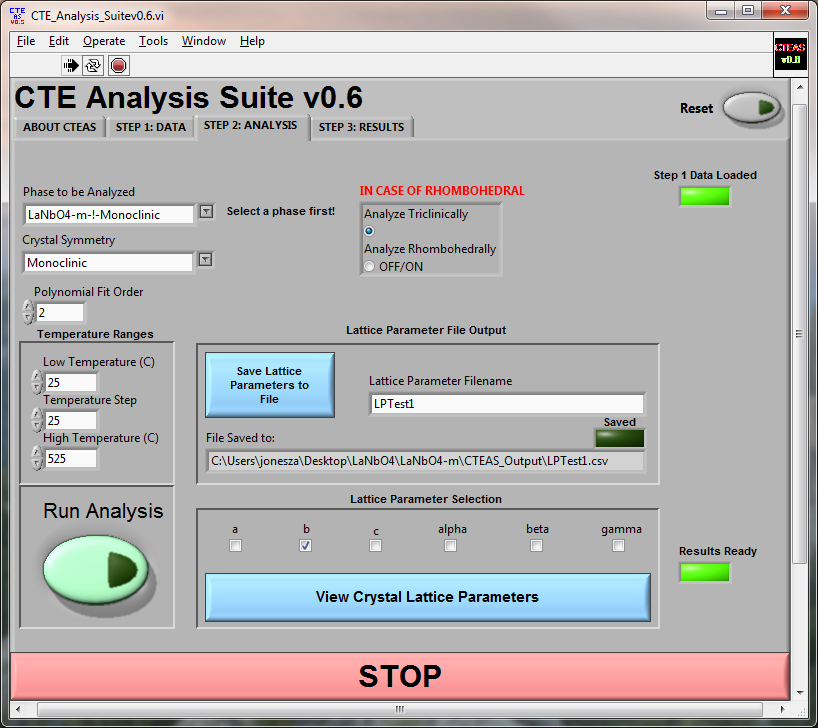 CTE
AS
V0.5
CTE_Analysis_Suitev0.6.vi
File Edit Operate Tools Window Help
CTEAS
CTE Analysis Suite v0.6
Reset
ABOUT CTEAS STEP 1: DATA STEP 2: ANALYSIS STEP 3: RESULTS
Step 1 Data Loaded
Phase to be Analyzed
LaNbO4-m-!-Monoclinic
Select a phase first!
IN CASE OF RHOMBOHEDRAL
Analyze Triclinically
Analyze Rhombohedrally
OFF/ON
Crystal Symmetry
Monoclinic
Polynomial Fit Order
2
Temperature Ranges
Low Temperature (C)
25
Temperature Step
25
High Temperature (C)
525
Lattice Parameter File Output
Save Lattice
Parameters to
File
Lattice Parameter Filename
LPTest1
Saved
File Saved to:
C:\Users\jonesza\Desktop\LaNbO4\LaNbO4-m\CTEAS_Output\LPTest1.csv
Run Analysis
Lattice Parameter Selection
a b c alpha beta gamma
View Crystal Lattice Parameters
Results Ready
STOP